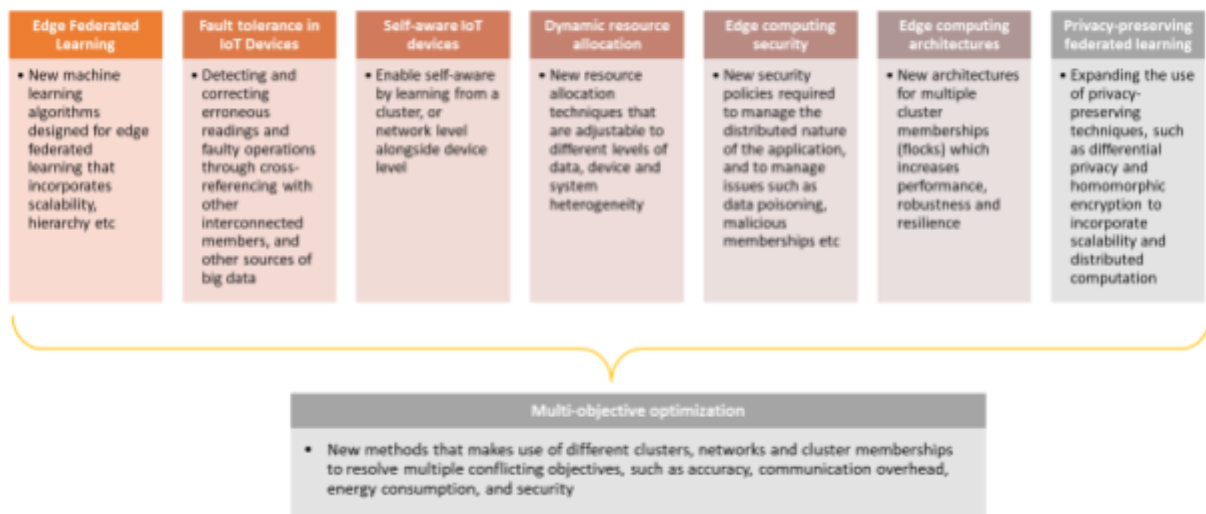 Edge Federated
Learning
• New machine
learning
algorithms
designed for edge
federated
learning that
incorporates
scalability,
hierarchy etc
Fault tolerance in
IoT Devices
• Detecting and
correcting
erroneous
readings and
faulty operations
through cross-
referencing with
other
interconnected
members, and
other sources of
big data
Self-aware IoT
devices
• Enable self-aware
by learning from a
cluster, or
network level
alongside device
level
Dynamic resource
allocation
• New resource
allocation
techniques that
are adjustable to
different levels of
data, device and
system
heterogeneity
Edge computing
security
• New security
policies required
to manage the
distributed nature
of the application,
and to manage
issues such as
data poisoning,
malicious
memberships etc
Edge computing
architectures
• New architectures
for multiple
cluster
memberships
(flocks) which
increases
performance,
robustness and
resilience
Privacy-preserving
federated learning
• Expanding the use
of privacy-
preserving
techniques, such
as differential
privacy and
homomorphic
encryption to
incorporate
scalability and
distributed
computation
Multi-objective optimization
• New methods that makes use of different clusters, networks and cluster memberships
to resolve multiple conflicting objectives, such as accuracy, communication overhead,
energy consumption, and security